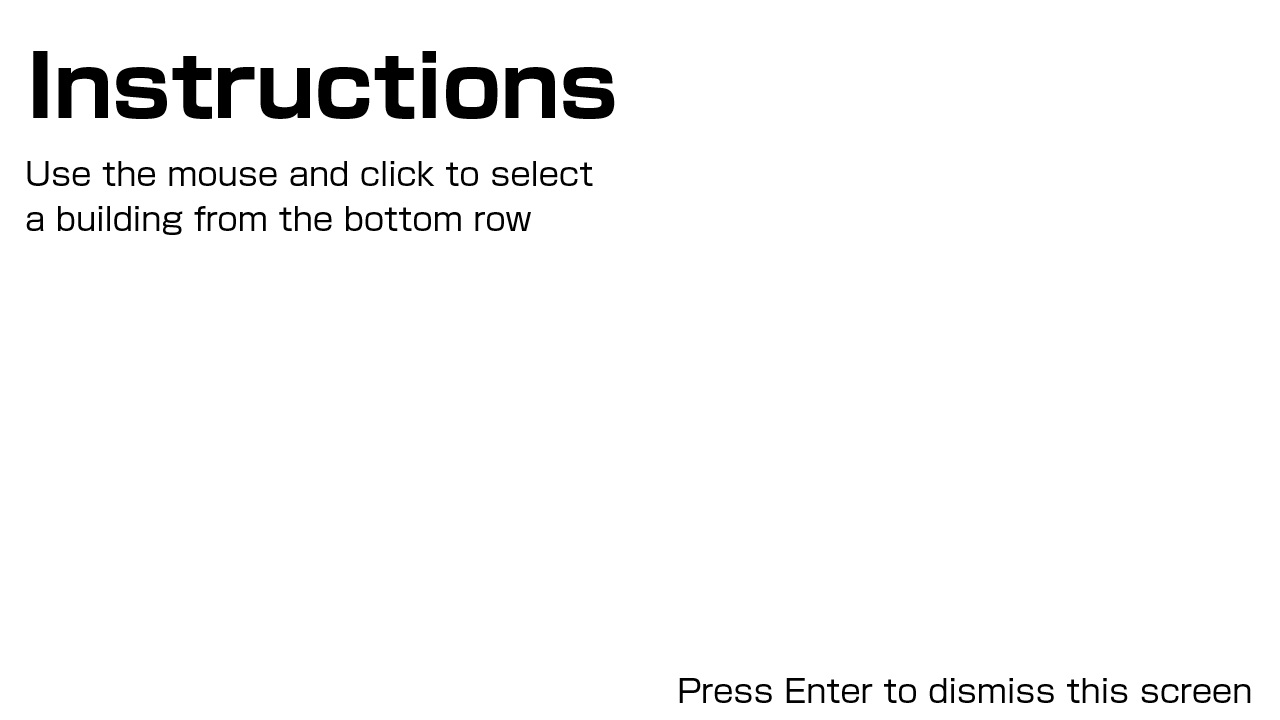 Instructions
Use the mouse and click to select
a building from the bottom row
Press Enter to dismiss this screen